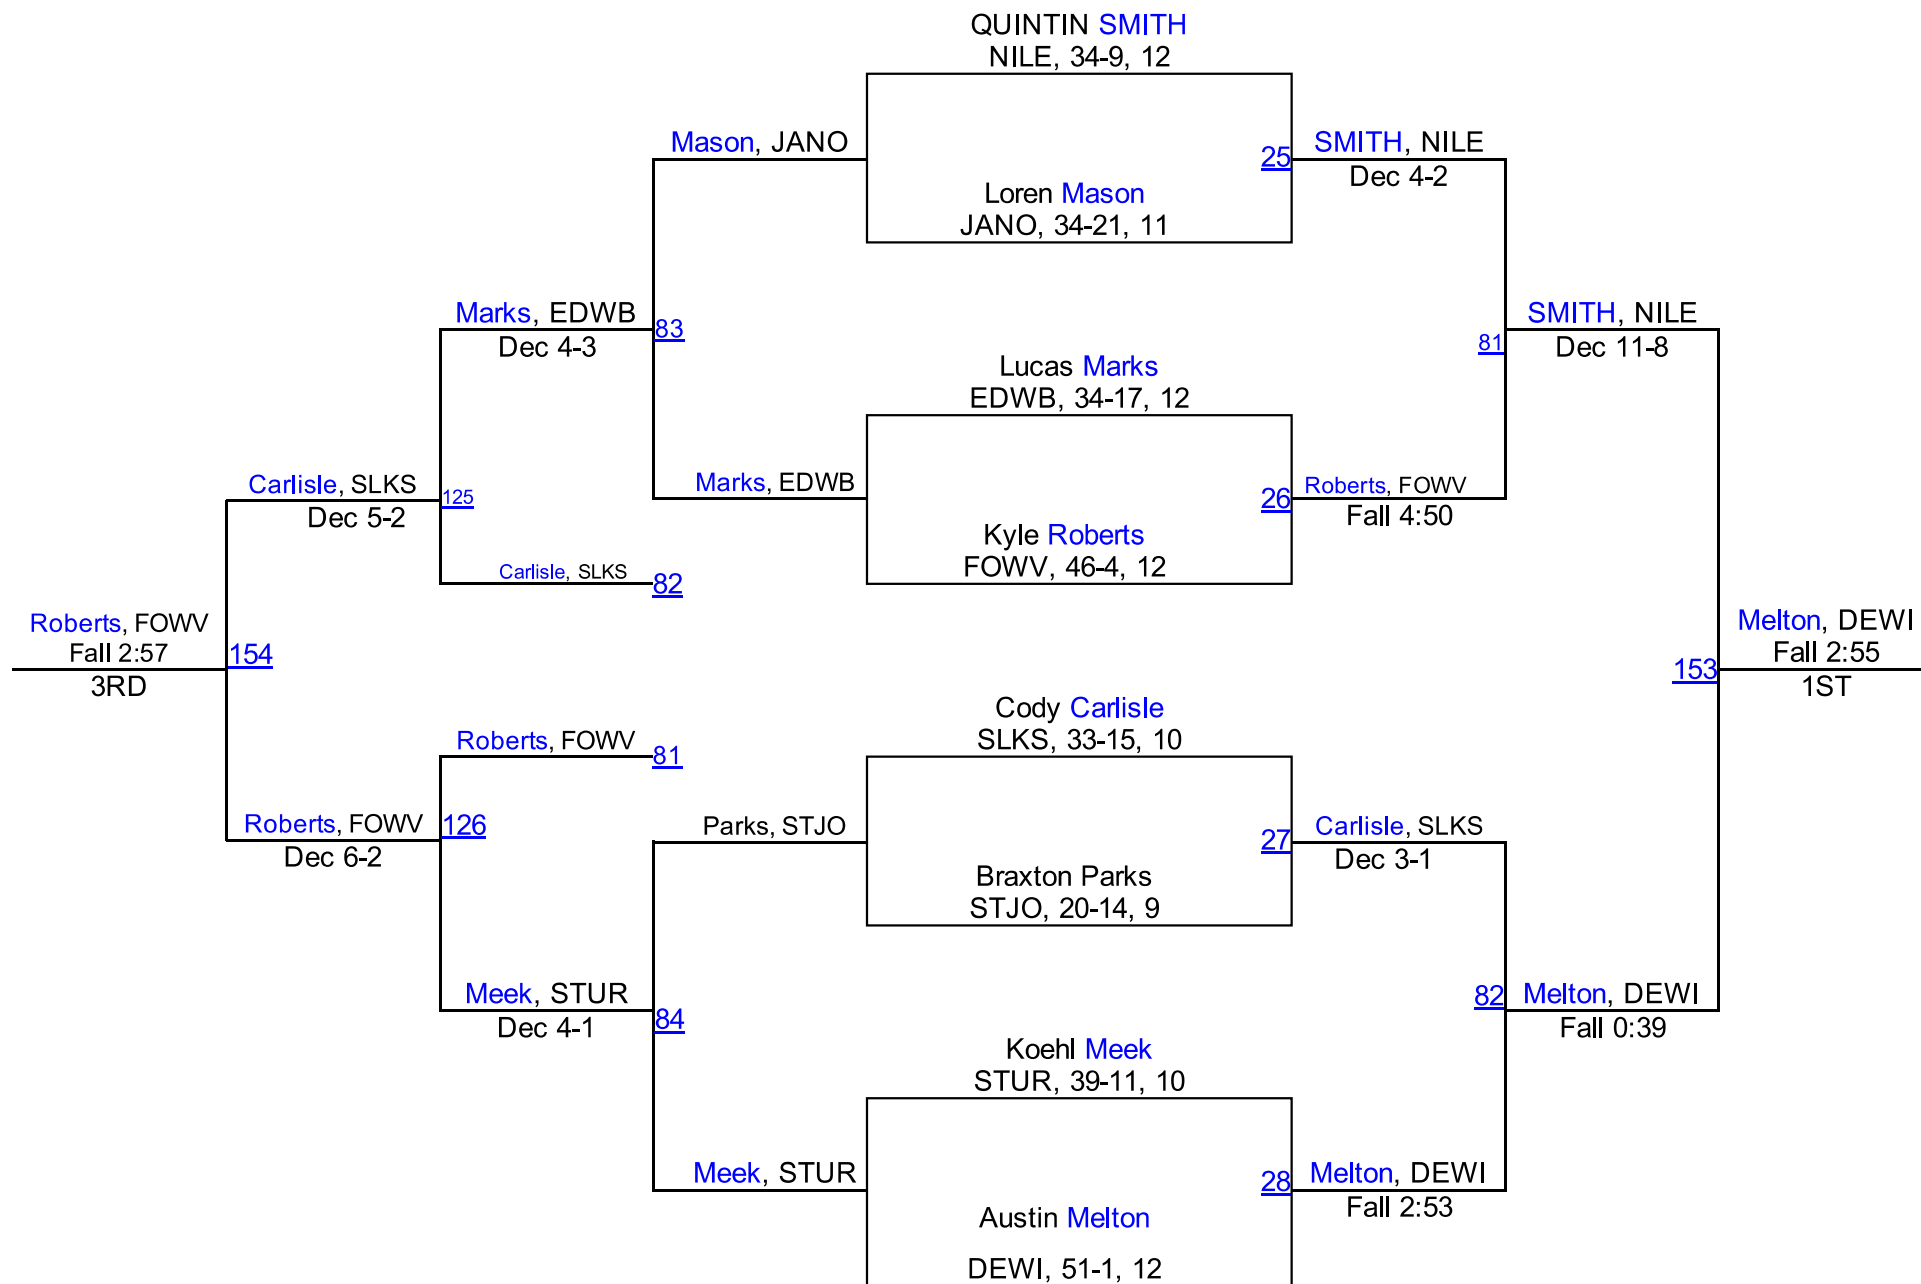 QUINTIN SMITH
NILE, 34-9, 12
Mason, JANO
25
SMITH, NILE
Dec 4-2
Loren Mason
JANO, 34-21, 11
Marks, EDWB
Dec 4-3
83
81
SMITH, NILE
Dec 11-8
Lucas Marks
EDWB, 34-17, 12
Carlisle, SLKS
Dec 5-2
125
Marks, EDWB
26
Roberts, FOWV
Fall 4:50
Kyle Roberts
FOWV, 46-4, 12
Carlisle, SLKS
82
Roberts, FOWV
Fall 2:57
3RD
154
153
Melton, DEWI
Fall 2:55
1ST
Cody Carlisle
SLKS, 33-15, 10
Roberts, FOWV
81
Roberts, FOWV
Dec 6-2
126
Parks, STJO
27
Carlisle, SLKS
Dec 3-1
Braxton Parks
STJO, 20-14, 9
Meek, STUR
Dec 4-1
84
82
Melton, DEWI
Fall 0:39
Koehl Meek
STUR, 39-11, 10
Meek, STUR
28
Melton, DEWI
Fall 2:53
Austin Melton
DEWI, 51-1, 12